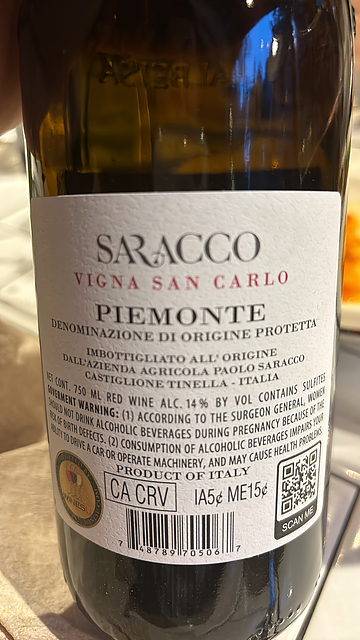 ALBEISA
SARACCO
VIGNA SAN CARLO
PIEMONTE
DENOMINAZIONE DI ORIGINE PROTETTA
IMBOTTIGLIATO ALL' ORIGINE
DALL'AZIENDA AGRICOLA PAOLO SARACCO
CASTIGLIONE TINELLA - ITALIA
NET CONT. 750 ML RED WINE ALC. 14% BY VOL CONTAINS SULFITES
GOVERMENT WARNING: (1) ACCORDING TO THE SURGEON GENERAL, WOMEN
SHOULD NOT DRINK ALCOHOLIC BEVERAGES DURING PREGNANCY BECAUSE OF THE
RISK OF BIRTH DEFECTS. (2) CONSUMPTION OF ALCOHOLIC BEVERAGES IMPAIRS YOUR
ABILITY TO DRIVE A CAR OR OPERATE MACHINERY, AND MAY CAUSE HEALTH PROBLEMS
PRODUCT OF ITALY
CA CRV IA5¢ ME15¢
SCAN ME
7 48789 70506 7